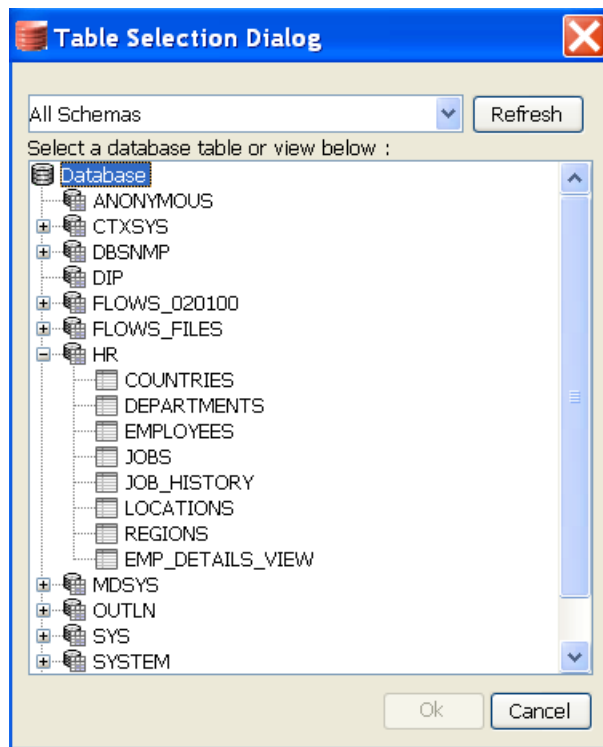 Table Selection Dialog
All Schemas
Refresh
Select a database table or view below :
Database
ANONYMOUS
CTXSYS
DBSNMP
DIP
FLOWS_020100
FLOWS_FILES
HR
COUNTRIES
DEPARTMENTS
EMPLOYEES
JOBS
JOB_HISTORY
LOCATIONS
REGIONS
EMP_DETAILS_VIEW
MDSYS
OUTLN
SYS
SYSTEM
Ok Cancel